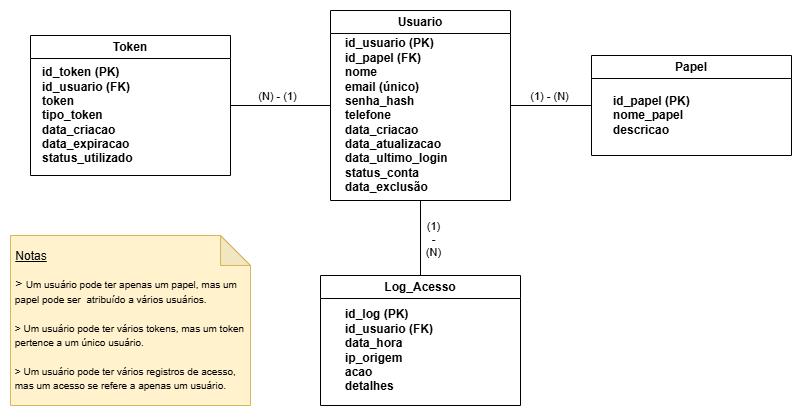 Token
id_token (PK)
id_usuario (FK)
token
tipo_token
data_criacao
data_expiracao
status_utilizado
(N) - (1)
Usuario
id_usuario (PK)
id_papel (FK)
nome
email (único)
senha_hash
telefone
data_criacao
data_atualizacao
data_ultimo_login
status_conta
data_exclusão
(1) - (N)
Papel
id_papel (PK)
nome_papel
descricao
(1)
-
(N)
Log_Acesso
id_log (PK)
id_usuario (FK)
data_hora
ip_origem
acao
detalhes
Notas
> Um usuário pode ter apenas um papel, mas um
papel pode ser atribuído a vários usuários.
> Um usuário pode ter vários tokens, mas um token
pertence a um único usuário.
> Um usuário pode ter vários registros de acesso,
mas um acesso se refere a apenas um usuário.